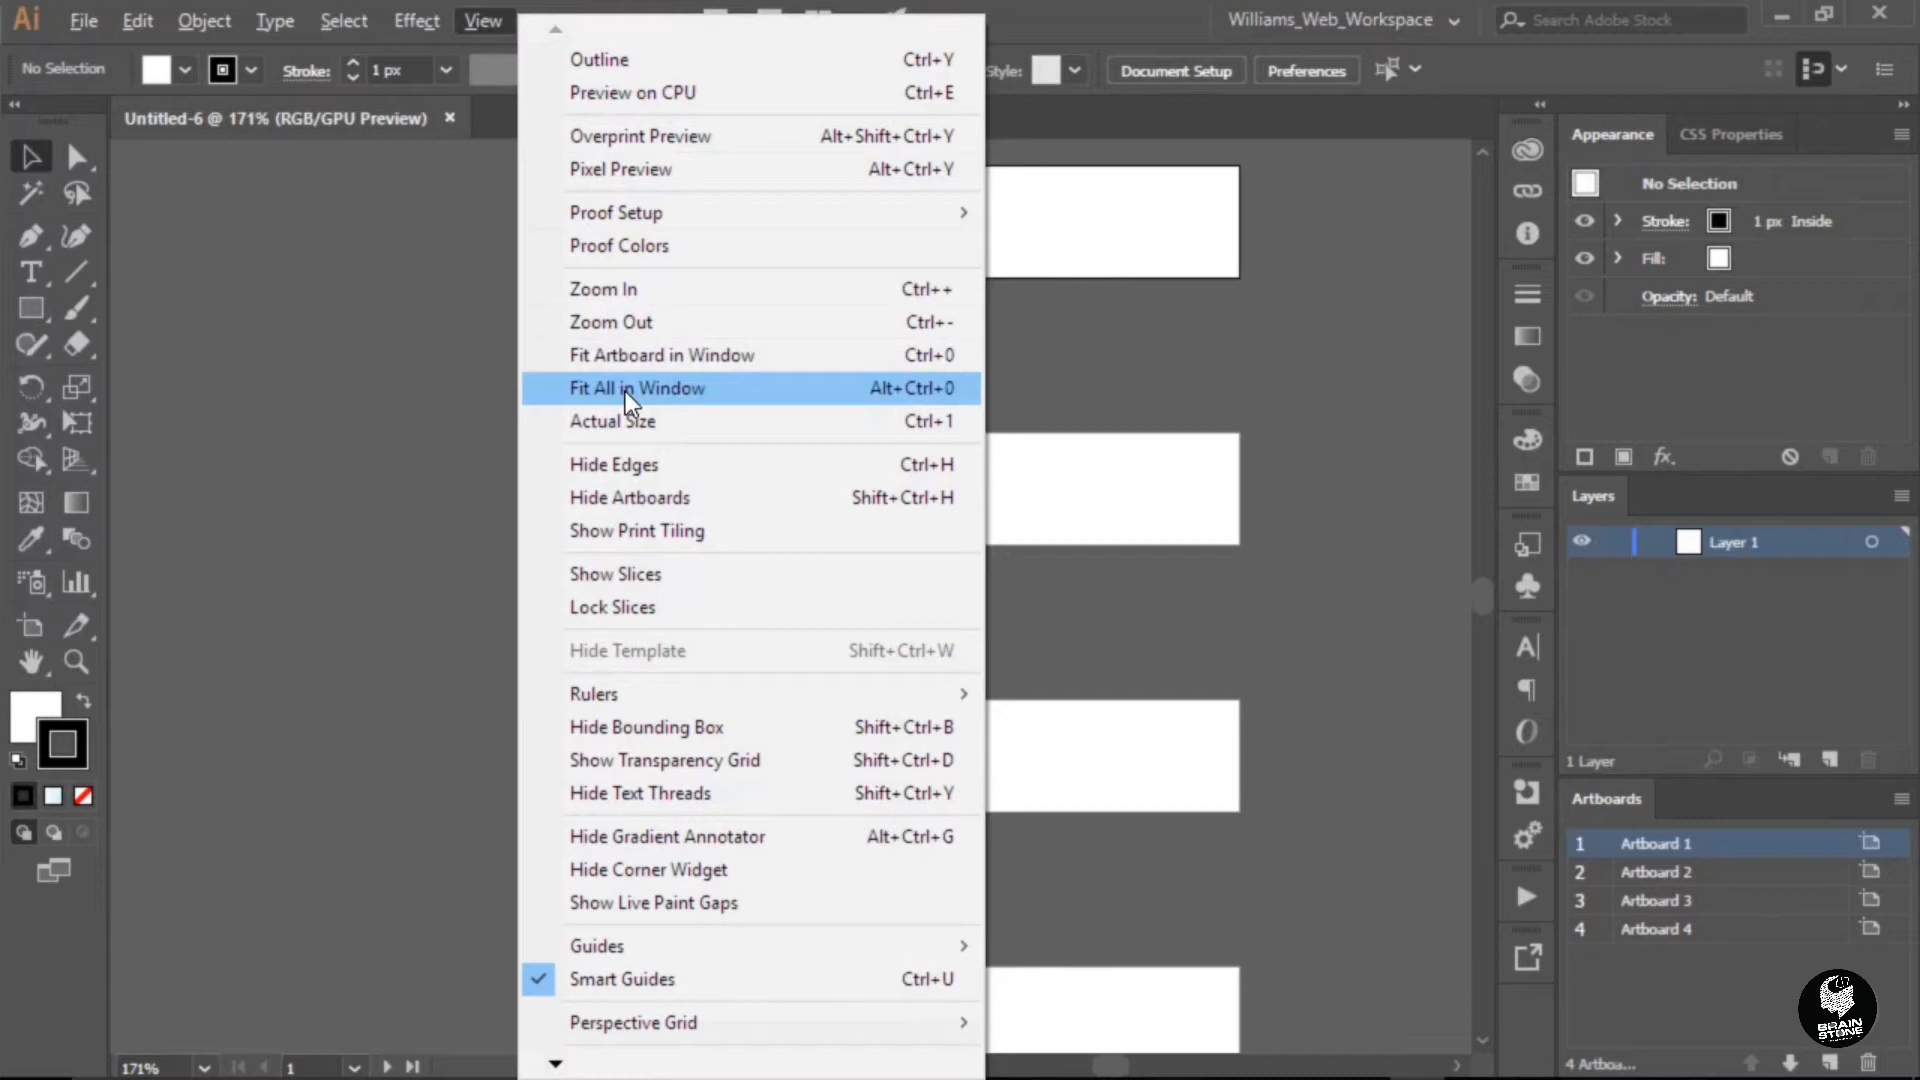 Ai File Edit Object Type Select Effect View
Williams_Web_Workspace
Search Adobe Stock
No Selection
Stroke: 1 px
Style:
Document Setup
Preferences
Untitled-6 @ 171% (RGB/GPU Preview)
Outline Ctrl+Y
Preview on CPU Ctrl+E
Overprint Preview Alt+Shift+Ctrl+Y
Pixel Preview Alt+Ctrl+Y
Proof Setup
Proof Colors
Zoom In Ctrl++
Zoom Out Ctrl+-
Fit Artboard in Window Ctrl+0
Fit All in Window Alt+Ctrl+0
Actual Size Ctrl+1
Hide Edges Ctrl+H
Hide Artboards Shift+Ctrl+H
Show Print Tiling
Show Slices
Lock Slices
Hide Template Shift+Ctrl+W
Rulers
Hide Bounding Box Shift+Ctrl+B
Show Transparency Grid Shift+Ctrl+D
Hide Text Threads Shift+Ctrl+Y
Hide Gradient Annotator Alt+Ctrl+G
Hide Corner Widget
Show Live Paint Gaps
Guides
Smart Guides Ctrl+U
Perspective Grid
Appearance CSS Properties
No Selection
Stroke: 1 px Inside
Fill:
Opacity: Default
fx.
Layers
Layer 1
1 Layer
Artboards
1 Artboard 1
2 Artboard 2
3 Artboard 3
4 Artboard 4
4 Artboa...
171%
1
BRAIN
STONE